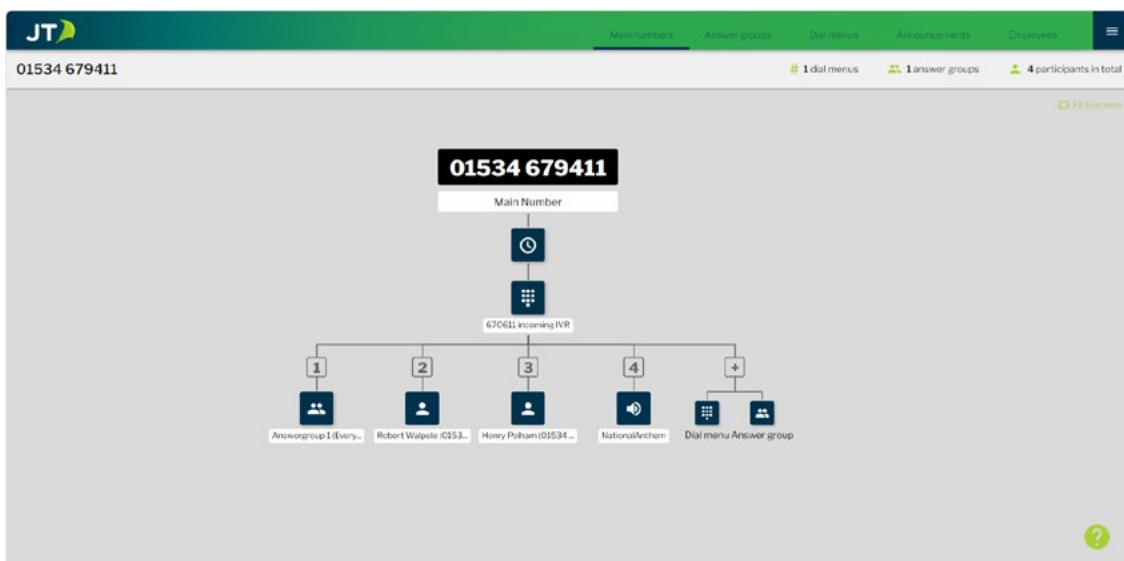 JT
Main numbers Answer groups Dial menus Announcements Employees
01534 679411 # 1 dial menus 1 answer groups 4 participants in total
Fit to screen
01534 679411
Main Number
670611 incoming IVR
1 2 3 4 +
Answergroup 1 (Every... Robert Walpole (0153... Henry Pelham (01534 ... NationalAnthem Dial menu Answer group
?